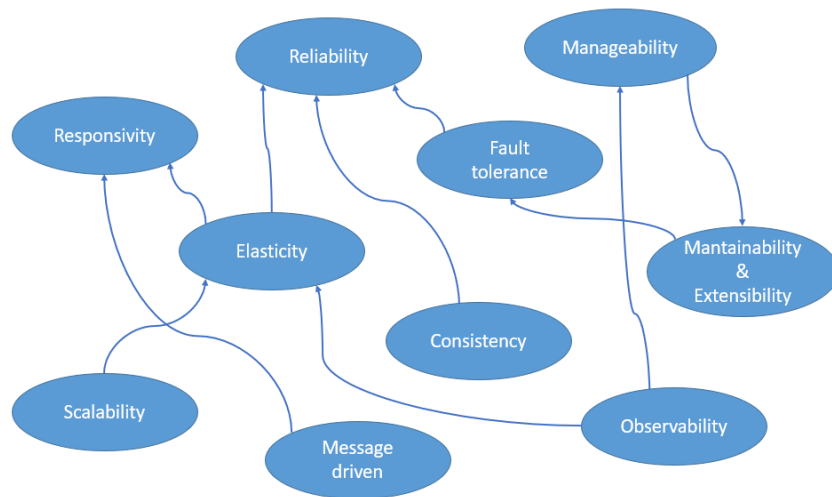 Reliability
Manageability
Responsivity
Fault
tolerance
Elasticity
Mantainability
&
Extensibility
Consistency
Scalability
Message
driven
Observability